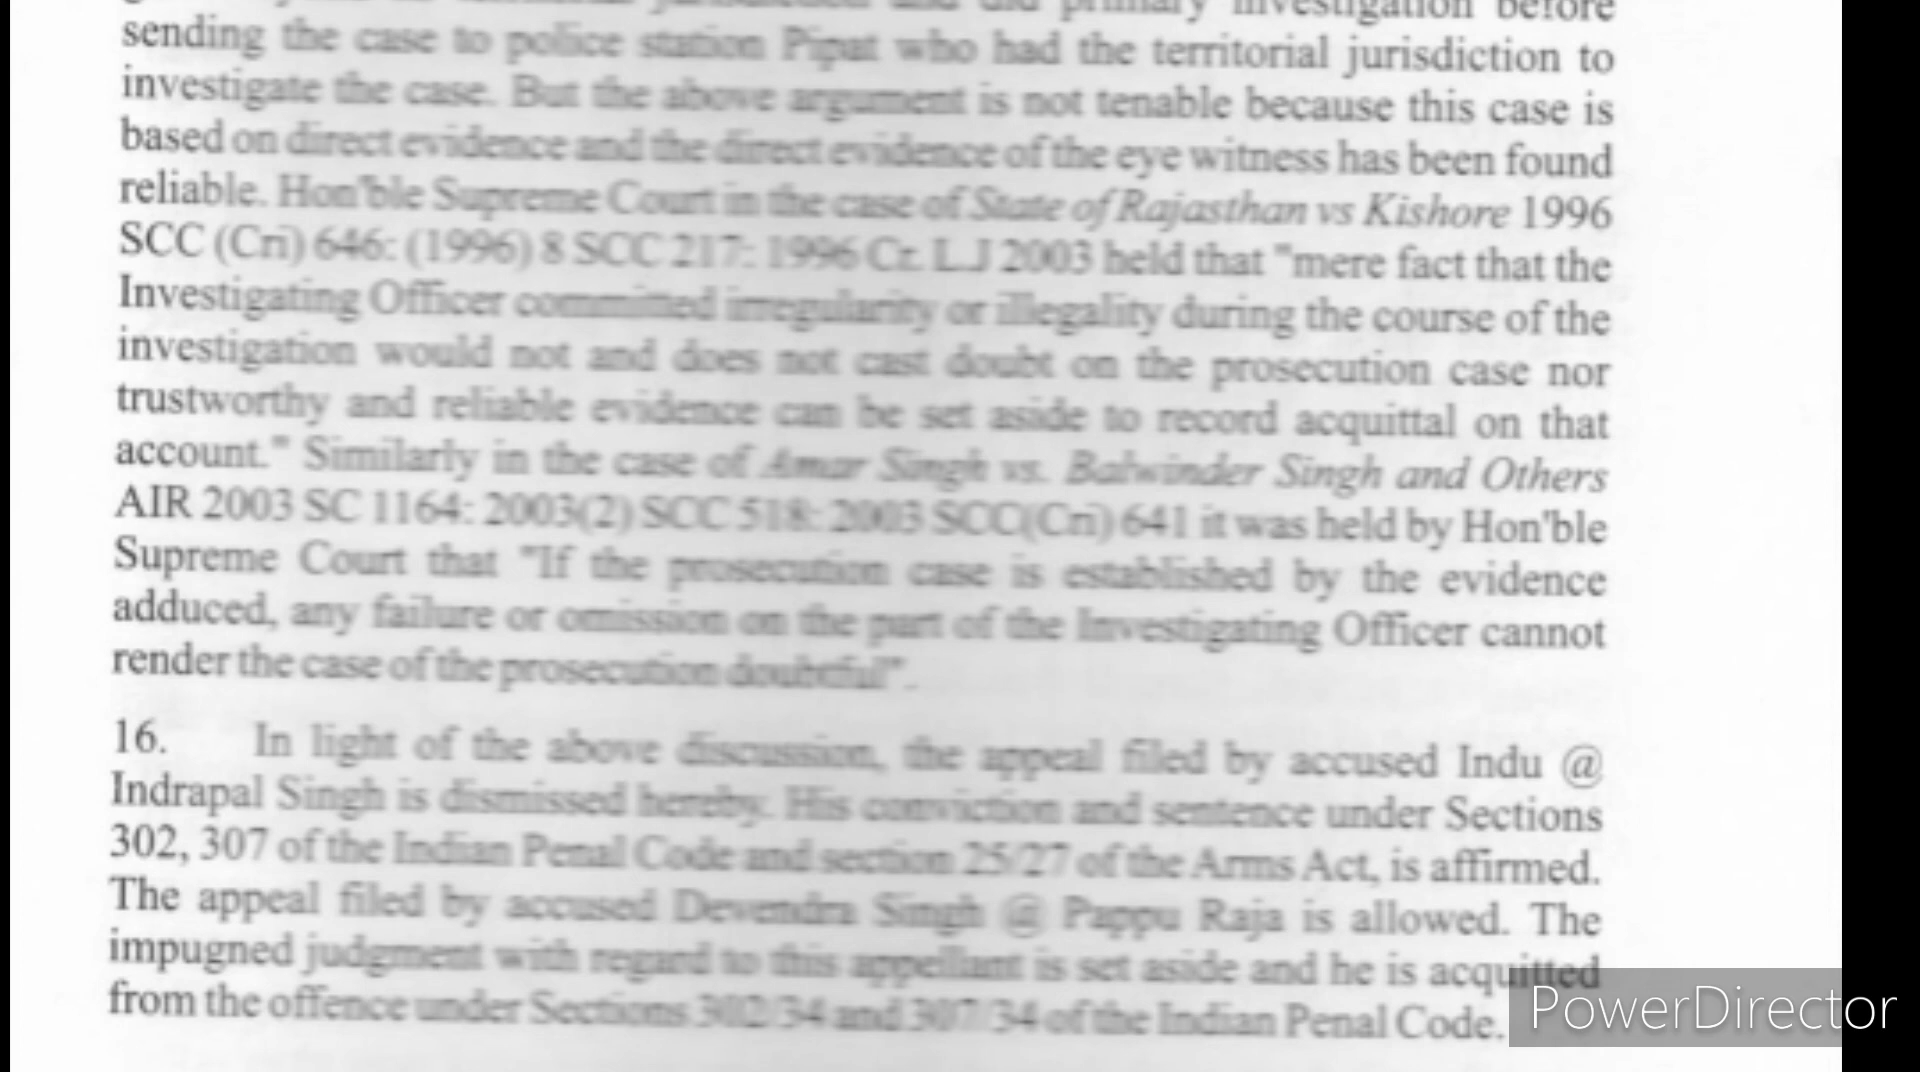 primary investigation before
sending the case to police station Pipat who had the territorial jurisdiction to
investigate the case. But the above argument is not tenable because this case is
based on direct evidence and the direct evidence of the eye witness has been found
reliable. Hon'ble Supreme Court in the case of State of Rajasthan vs Kishore 1996
SCC (Cri) 646: (1996) 8 SCC 217: 1996 Cr. L.J 2003 held that "mere fact that the
Investigating Officer committed irregularity or illegality during the course of the
investigation would not and does not cast doubt on the prosecution case nor
trustworthy and reliable evidence can be set aside to record acquittal on that
account." Similarly in the case of Amar Singh vs. Balwinder Singh and Others
AIR 2003 SC 1164: 2003(2) SCC 518: 2003 SCC(Cri) 641 it was held by Hon'ble
Supreme Court that "If the prosecution case is established by the evidence
adduced, any failure or omission on the part of the Investigating Officer cannot
render the case of the prosecution doubtful".
16. In light of the above discussion, the appeal filed by accused Indu @
Indrapal Singh is dismissed hereby. His conviction and sentence under Sections
302, 307 of the Indian Penal Code and section 25/27 of the Arms Act, is affirmed.
The appeal filed by accused Devendra Singh @ Pappu Raja is allowed. The
impugned judgment with regard to this appellant is set aside and he is acquitted
from the offence under Sections 302/34 and 307/34 of the Indian Penal Code.
PowerDirector